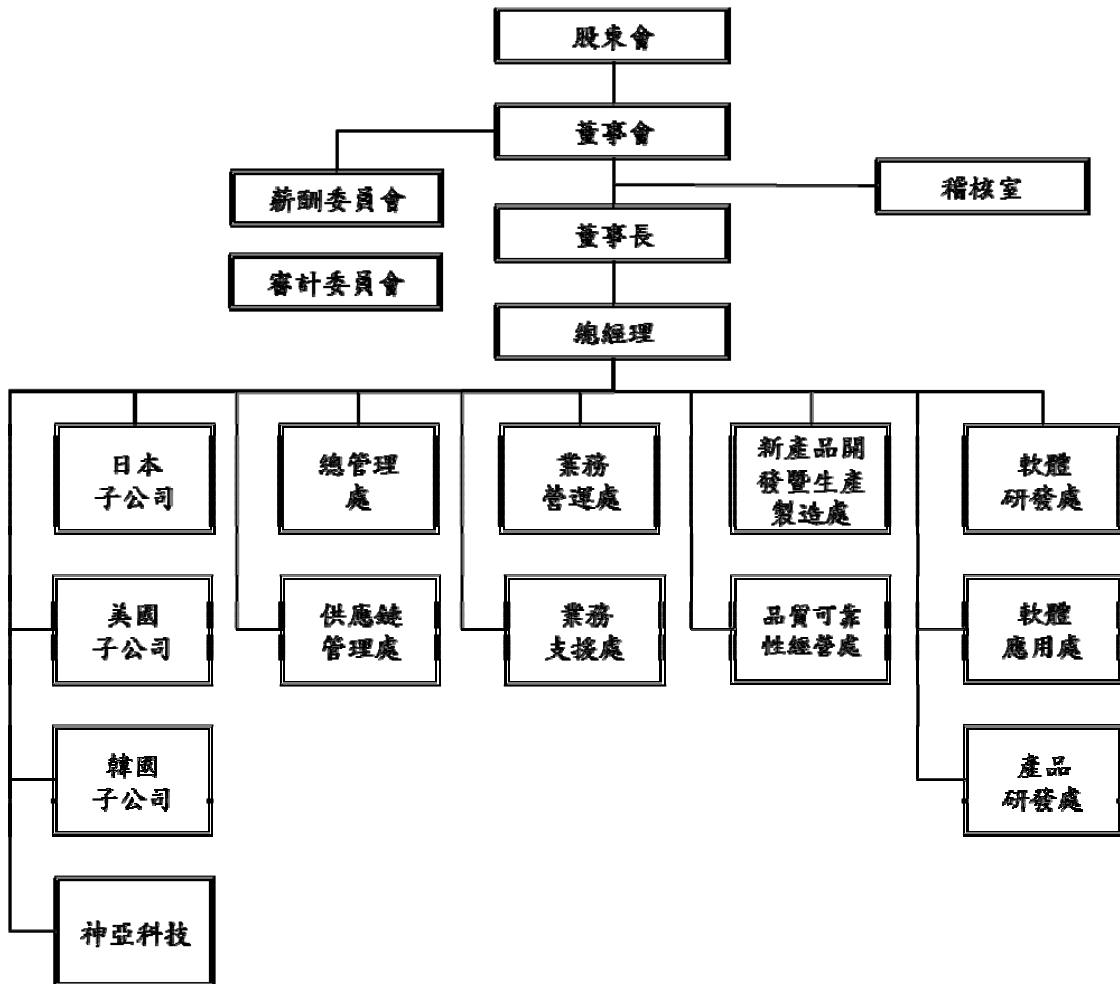 股東會
董事會
薪酬委員會
稽核室
董事長
審計委員會
總經理
日本
子公司
總管理
處
業務
營運處
新產品開
發暨生產
製造處
軟體
研發處
美國
子公司
供應鏈
管理處
業務
支援處
品質可靠
性經營處
軟體
應用處
韓國
子公司
產品
研發處
神亞科技